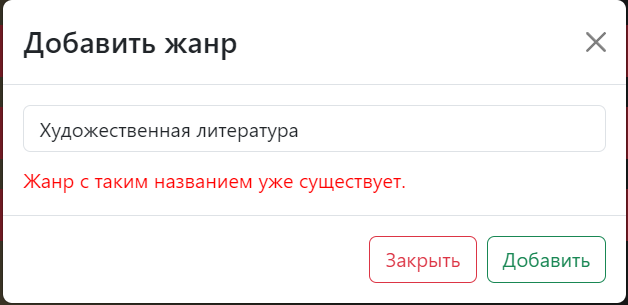 Добавить жанр
Художественная литература
Жанр с таким названием уже существует.
Закрыть Добавить